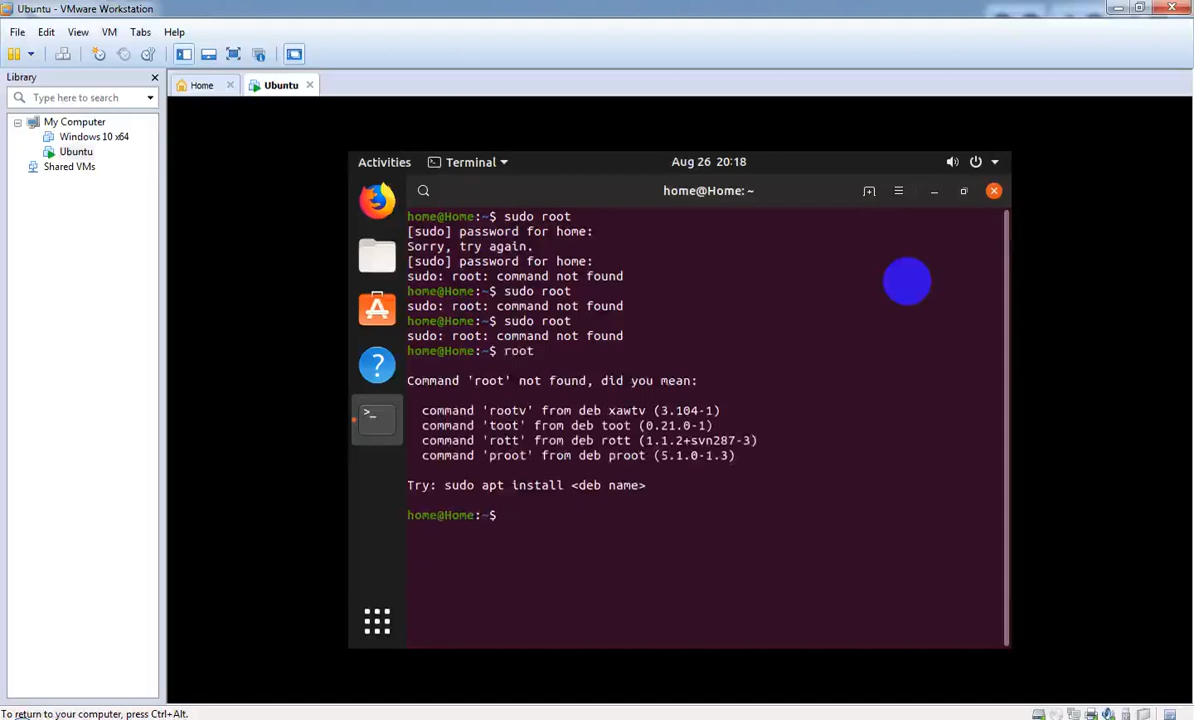 Ubuntu - VMware Workstation
File Edit View VM Tabs Help
Library
Type here to search
My Computer
Windows 10 x64
Ubuntu
Shared VMs
Home
Ubuntu
Activities
Terminal
Aug 26 20:18
home@Home: ~
home@Home:~$ sudo root
[sudo] password for home:
Sorry, try again.
[sudo] password for home:
sudo: root: command not found
home@Home:~$ sudo root
sudo: root: command not found
home@Home:~$ sudo root
sudo: root: command not found
home@Home:~$ root
Command 'root' not found, did you mean:
command 'rootv' from deb xawtv (3.104-1)
command 'toot' from deb toot (0.21.0-1)
command 'rott' from deb rott (1.1.2+svn287-3)
command 'proot' from deb proot (5.1.0-1.3)
Try: sudo apt install <deb name>
home@Home:~$
To return to your computer, press Ctrl+Alt.